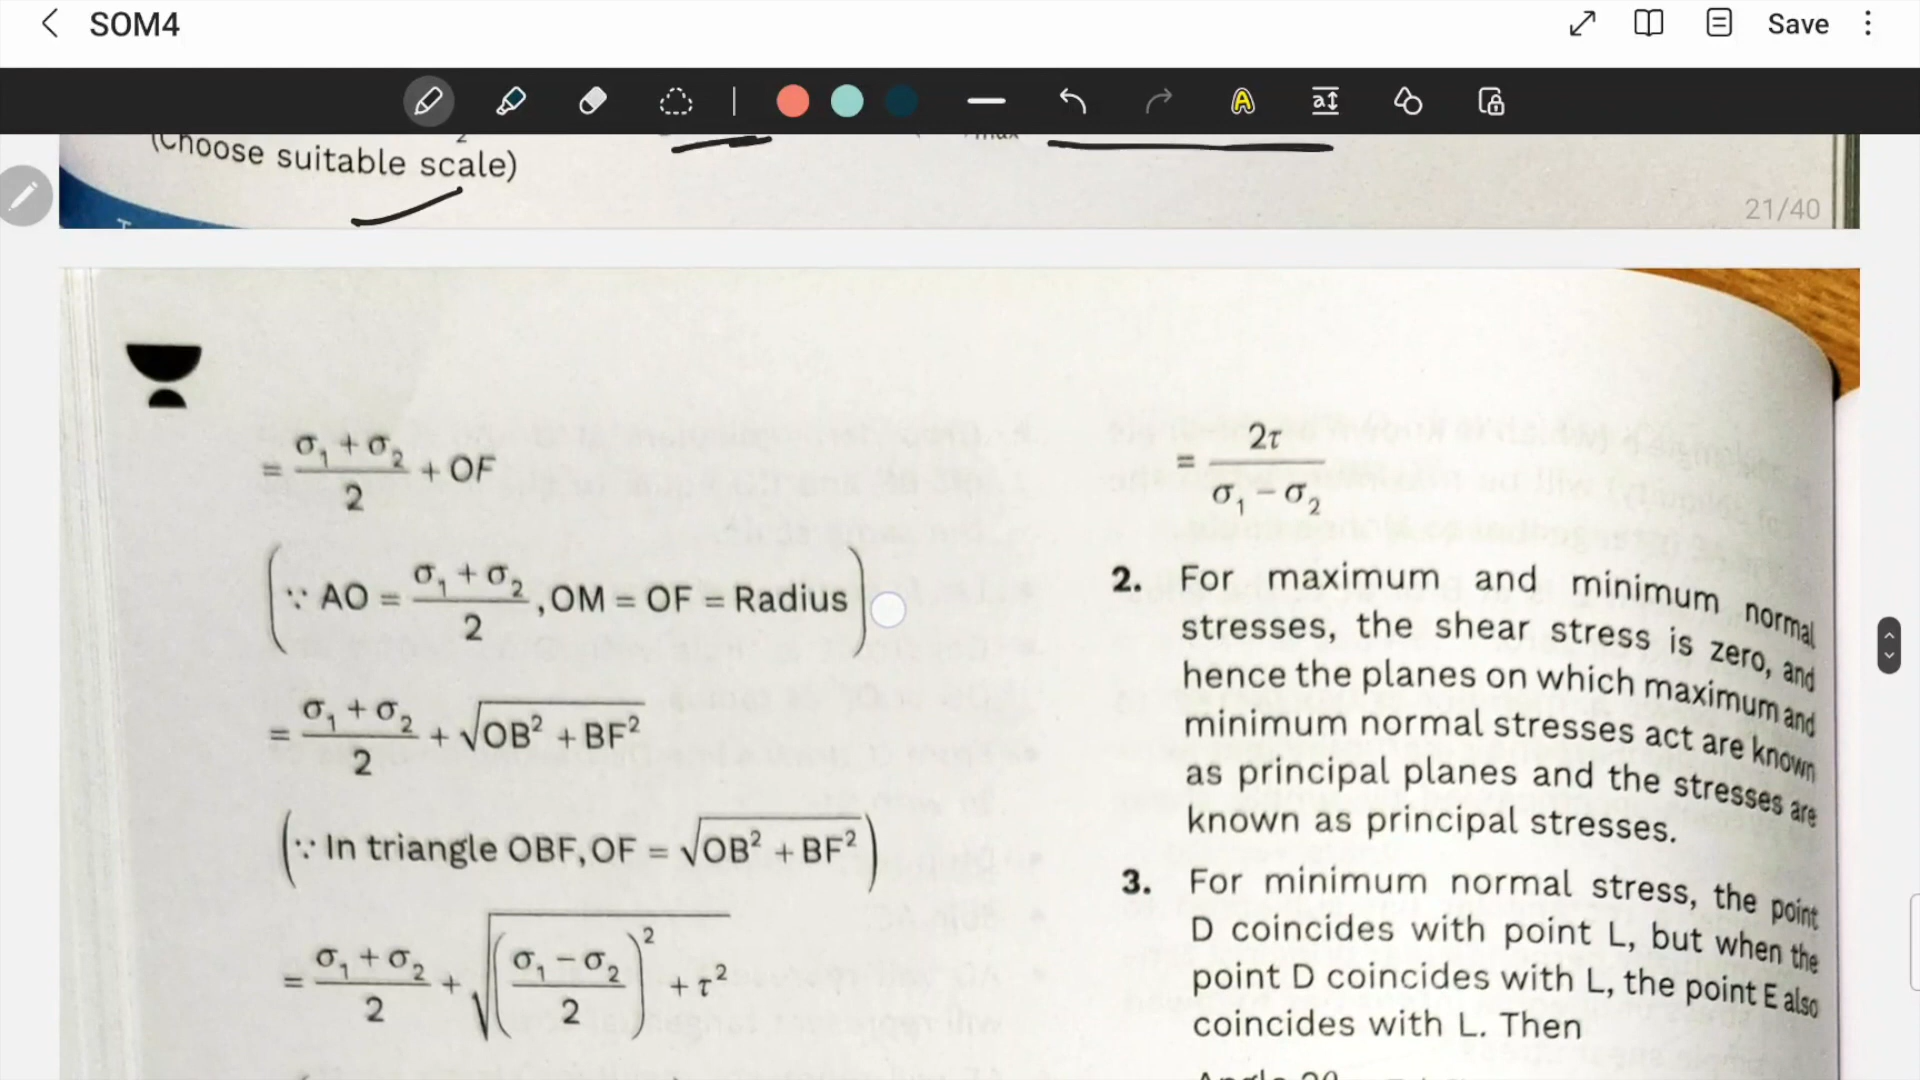 SOM4
Save
A
a
(Choose suitable scale)
2
max
21/40
= σ₁ + σ₂ / 2 + OF
(∵ AO = σ₁ + σ₂ / 2 , OM = OF = Radius)
= σ₁ + σ₂ / 2 + √OB² + BF²
(∵ In triangle OBF, OF = √OB² + BF²)
= σ₁ + σ₂ / 2 + √(σ₁ − σ₂ / 2)² + τ²
= 2τ / σ₁ − σ₂
2. For maximum and minimum normal
stresses, the shear stress is zero, and
hence the planes on which maximum and
minimum normal stresses act are known
as principal planes and the stresses are
known as principal stresses.
3. For minimum normal stress, the point
D coincides with point L, but when the
point D coincides with L, the point E also
coincides with L. Then